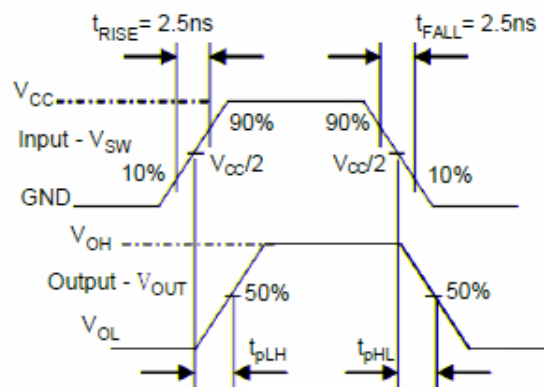 tRISE= 2.5ns
tFALL= 2.5ns
VCC
90%
90%
Input - VSW
VCC/2
VCC/2
10%
10%
GND
VOH
Output - VOUT
50%
50%
VOL
tpLH
tpHL